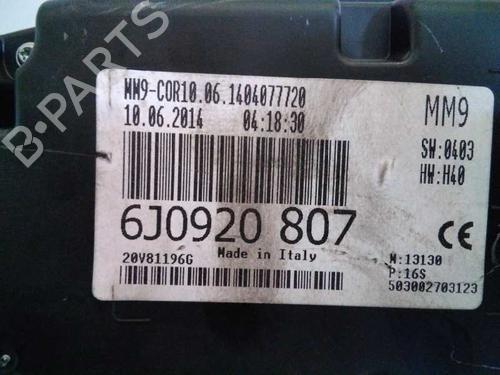 MM9-COR10.06.1404077720
10.06.2014 04:18:30
MM9
SW:0403
HW:H40
6J0920 807
CE
20V81196G Made in Italy
N:13130
P:16S
503002703123
B-PARTS